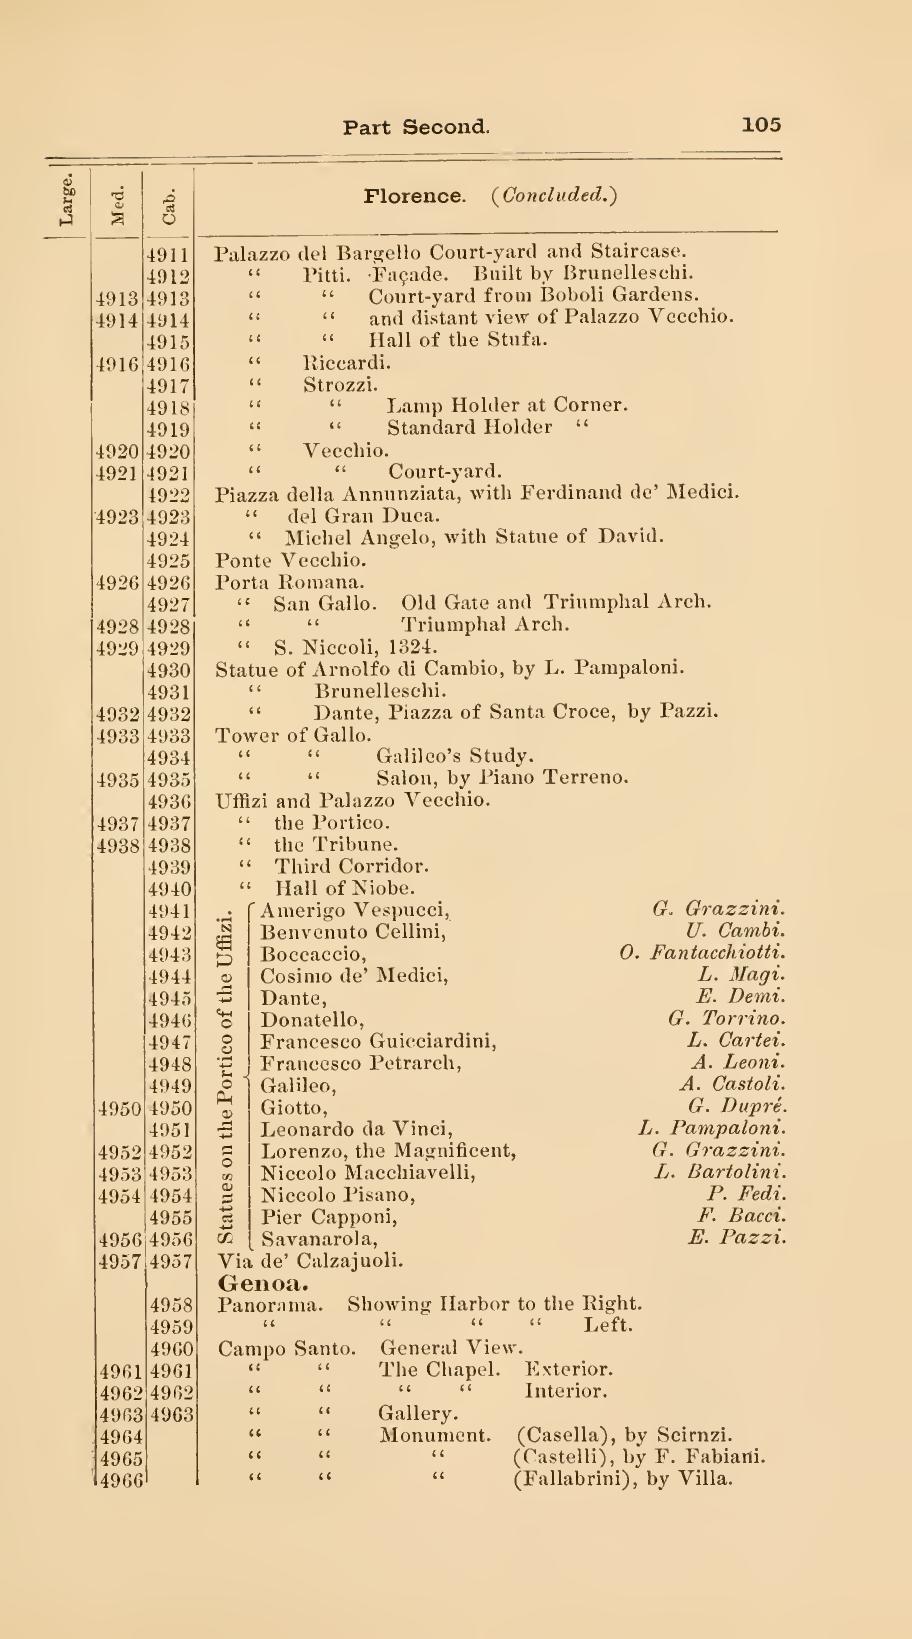 Part Second. 105
Large. Med. Cab. Florence. (Concluded.)
4911 Palazzo del Bargello Court-yard and Staircase.
4912 “ Pitti. Façade. Built by Brunelleschi.
4913 4913 “ “ Court-yard from Boboli Gardens.
4914 4914 “ “ and distant view of Palazzo Vecchio.
4915 “ “ Hall of the Stufa.
4916 4916 “ Riccardi.
4917 “ Strozzi.
4918 “ “ Lamp Holder at Corner.
4919 “ “ Standard Holder “
4920 4920 “ Vecchio.
4921 4921 “ “ Court-yard.
4922 Piazza della Annunziata, with Ferdinand de’ Medici.
4923 4923 “ del Gran Duca.
4924 “ Michel Angelo, with Statue of David.
4925 Ponte Vecchio.
4926 4926 Porta Romana.
4927 “ San Gallo. Old Gate and Triumphal Arch.
4928 4928 “ “ Triumphal Arch.
4929 4929 “ S. Niccoli, 1324.
4930 Statue of Arnolfo di Cambio, by L. Pampaloni.
4931 “ Brunelleschi.
4932 4932 “ Dante, Piazza of Santa Croce, by Pazzi.
4933 4933 Tower of Gallo.
4934 “ “ Galileo’s Study.
4935 4935 “ “ Salon, by Piano Terreno.
4936 Uffizi and Palazzo Vecchio.
4937 4937 “ the Portico.
4938 4938 “ the Tribune.
4939 “ Third Corridor.
4940 “ Hall of Niobe.
Statues on the Portico of the Uffizi.
4941 Amerigo Vespucci, G. Grazzini.
4942 Benvenuto Cellini, U. Cambi.
4943 Boccaccio, O. Fantacchiotti.
4944 Cosimo de’ Medici, L. Magi.
4945 Dante, E. Demi.
4946 Donatello, G. Torrino.
4947 Francesco Guicciardini, L. Cartei.
4948 Francesco Petrarch, A. Leoni.
4949 Galileo, A. Castoli.
4950 4950 Giotto, G. Dupré.
4951 Leonardo da Vinci, L. Pampaloni.
4952 4952 Lorenzo, the Magnificent, G. Grazzini.
4953 4953 Niccolo Macchiavelli, L. Bartolini.
4954 4954 Niccolo Pisano, P. Fedi.
4955 Pier Capponi, F. Bacci.
4956 4956 Savanarola, E. Pazzi.
4957 4957 Via de’ Calzajuoli.
Genoa.
4958 Panorama. Showing Harbor to the Right.
4959 “ “ “ “ Left.
4960 Campo Santo. General View.
4961 4961 “ “ The Chapel. Exterior.
4962 4962 “ “ “ “ Interior.
4963 4963 “ “ Gallery.
4964 “ “ Monument. (Casella), by Scirnzi.
4965 “ “ “ (Castelli), by F. Fabiani.
4966 “ “ “ (Fallabrini), by Villa.